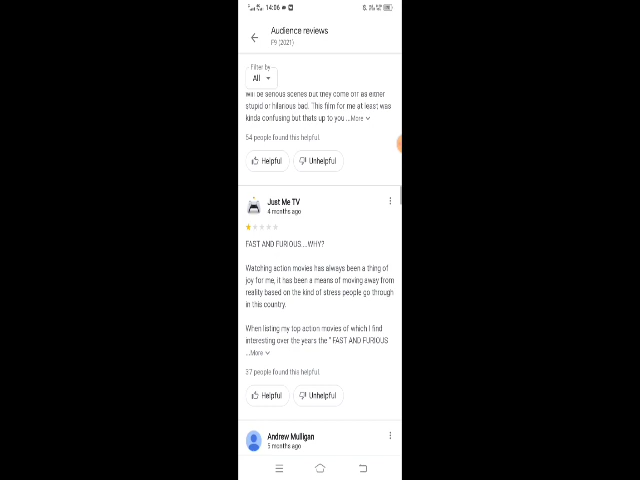 14:06
Audience reviews
F9 (2021)
Filter by
All
will be serious scenes but they come off as either
stupid or hilarious bad. This film for me at least was
kinda confusing but thats up to you ...More
54 people found this helpful.
Helpful
Unhelpful
Just Me TV
4 months ago
FAST AND FURIOUS....WHY?
Watching action movies has always been a thing of
joy for me, it has been a means of moving away from
reality based on the kind of stress people go through
in this country.
When listing my top action movies of which I find
interesting over the years the " FAST AND FURIOUS
...More
37 people found this helpful.
Helpful
Unhelpful
Andrew Mulligan
5 months ago